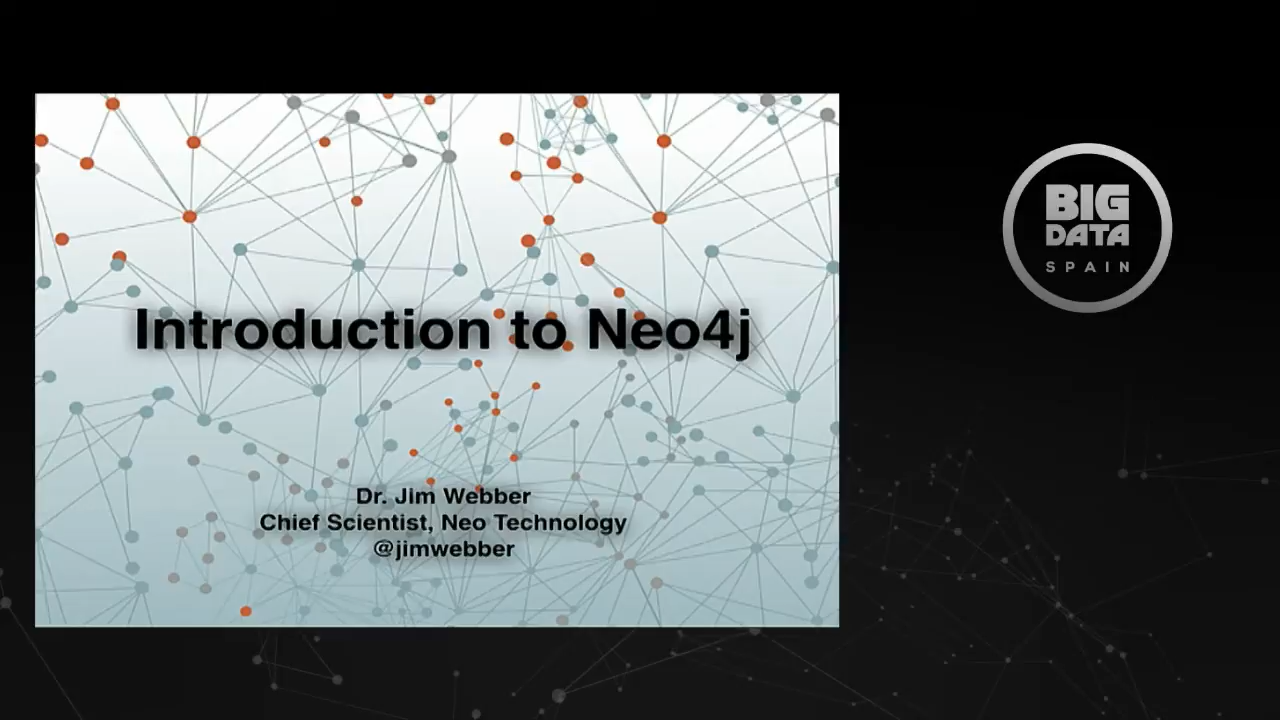 Introduction to Neo4j
Dr. Jim Webber
Chief Scientist, Neo Technology
@jimwebber
BIG
DATA
SPAIN